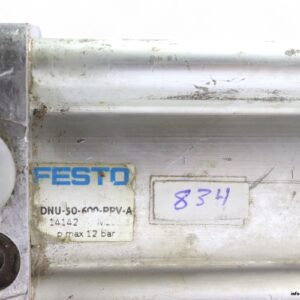 FESTO
DNU-50-600-PPV-A
14142
p max 12 bar
834